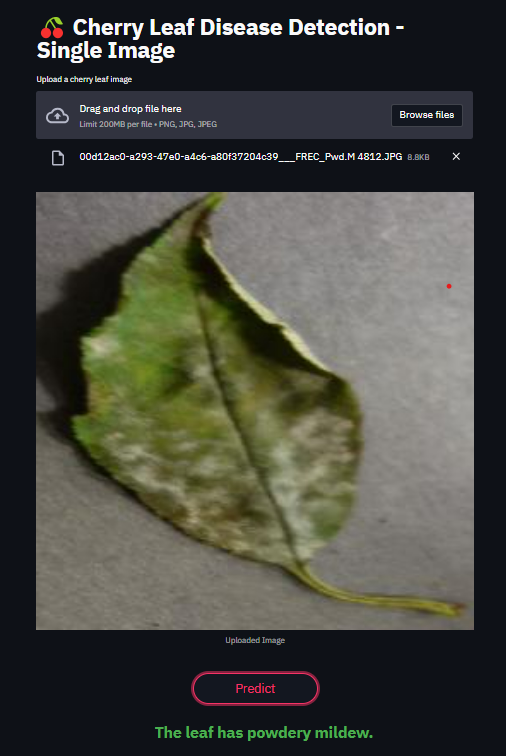 🍒 Cherry Leaf Disease Detection -
Single Image
Upload a cherry leaf image
Drag and drop file here
Limit 200MB per file • PNG, JPG, JPEG
Browse files
00d12ac0-a293-47e0-a4c6-a80f37204c39___FREC_Pwd.M 4812.JPG 8.8KB
Uploaded Image
Predict
The leaf has powdery mildew.